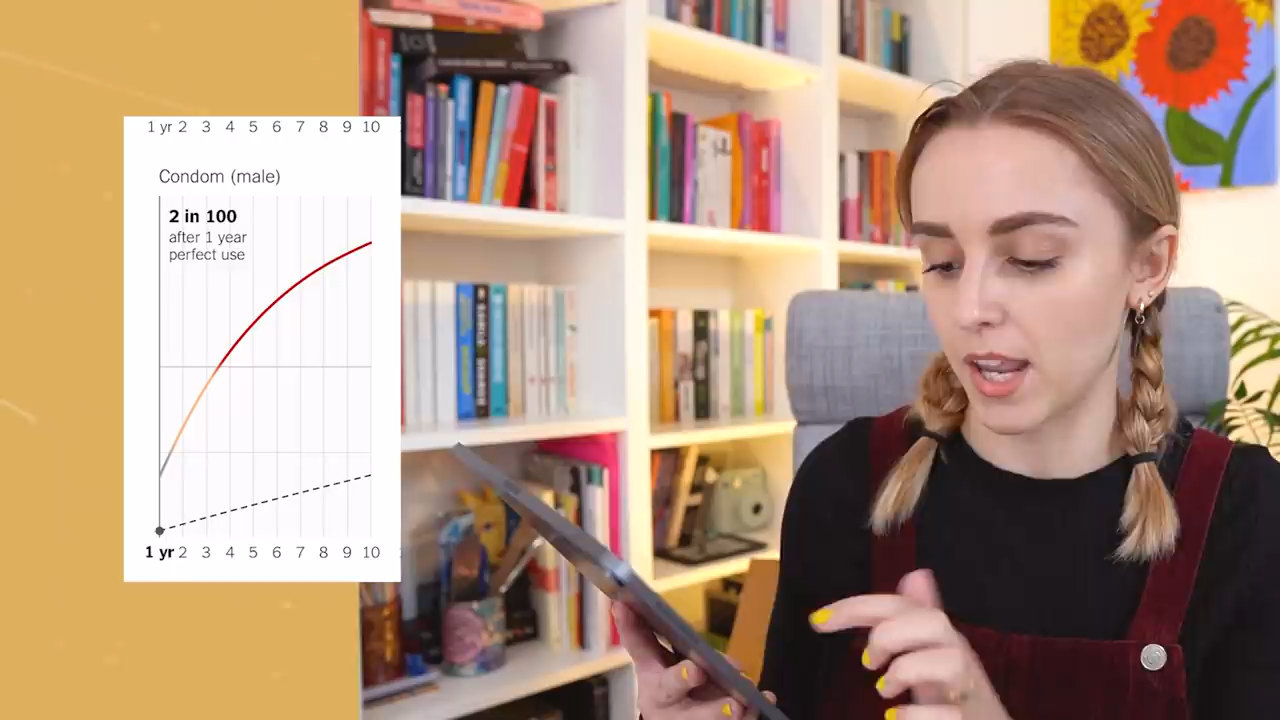 1 yr 2 3 4 5 6 7 8 9 10
Condom (male)
2 in 100
after 1 year
perfect use
1 yr 2 3 4 5 6 7 8 9 10